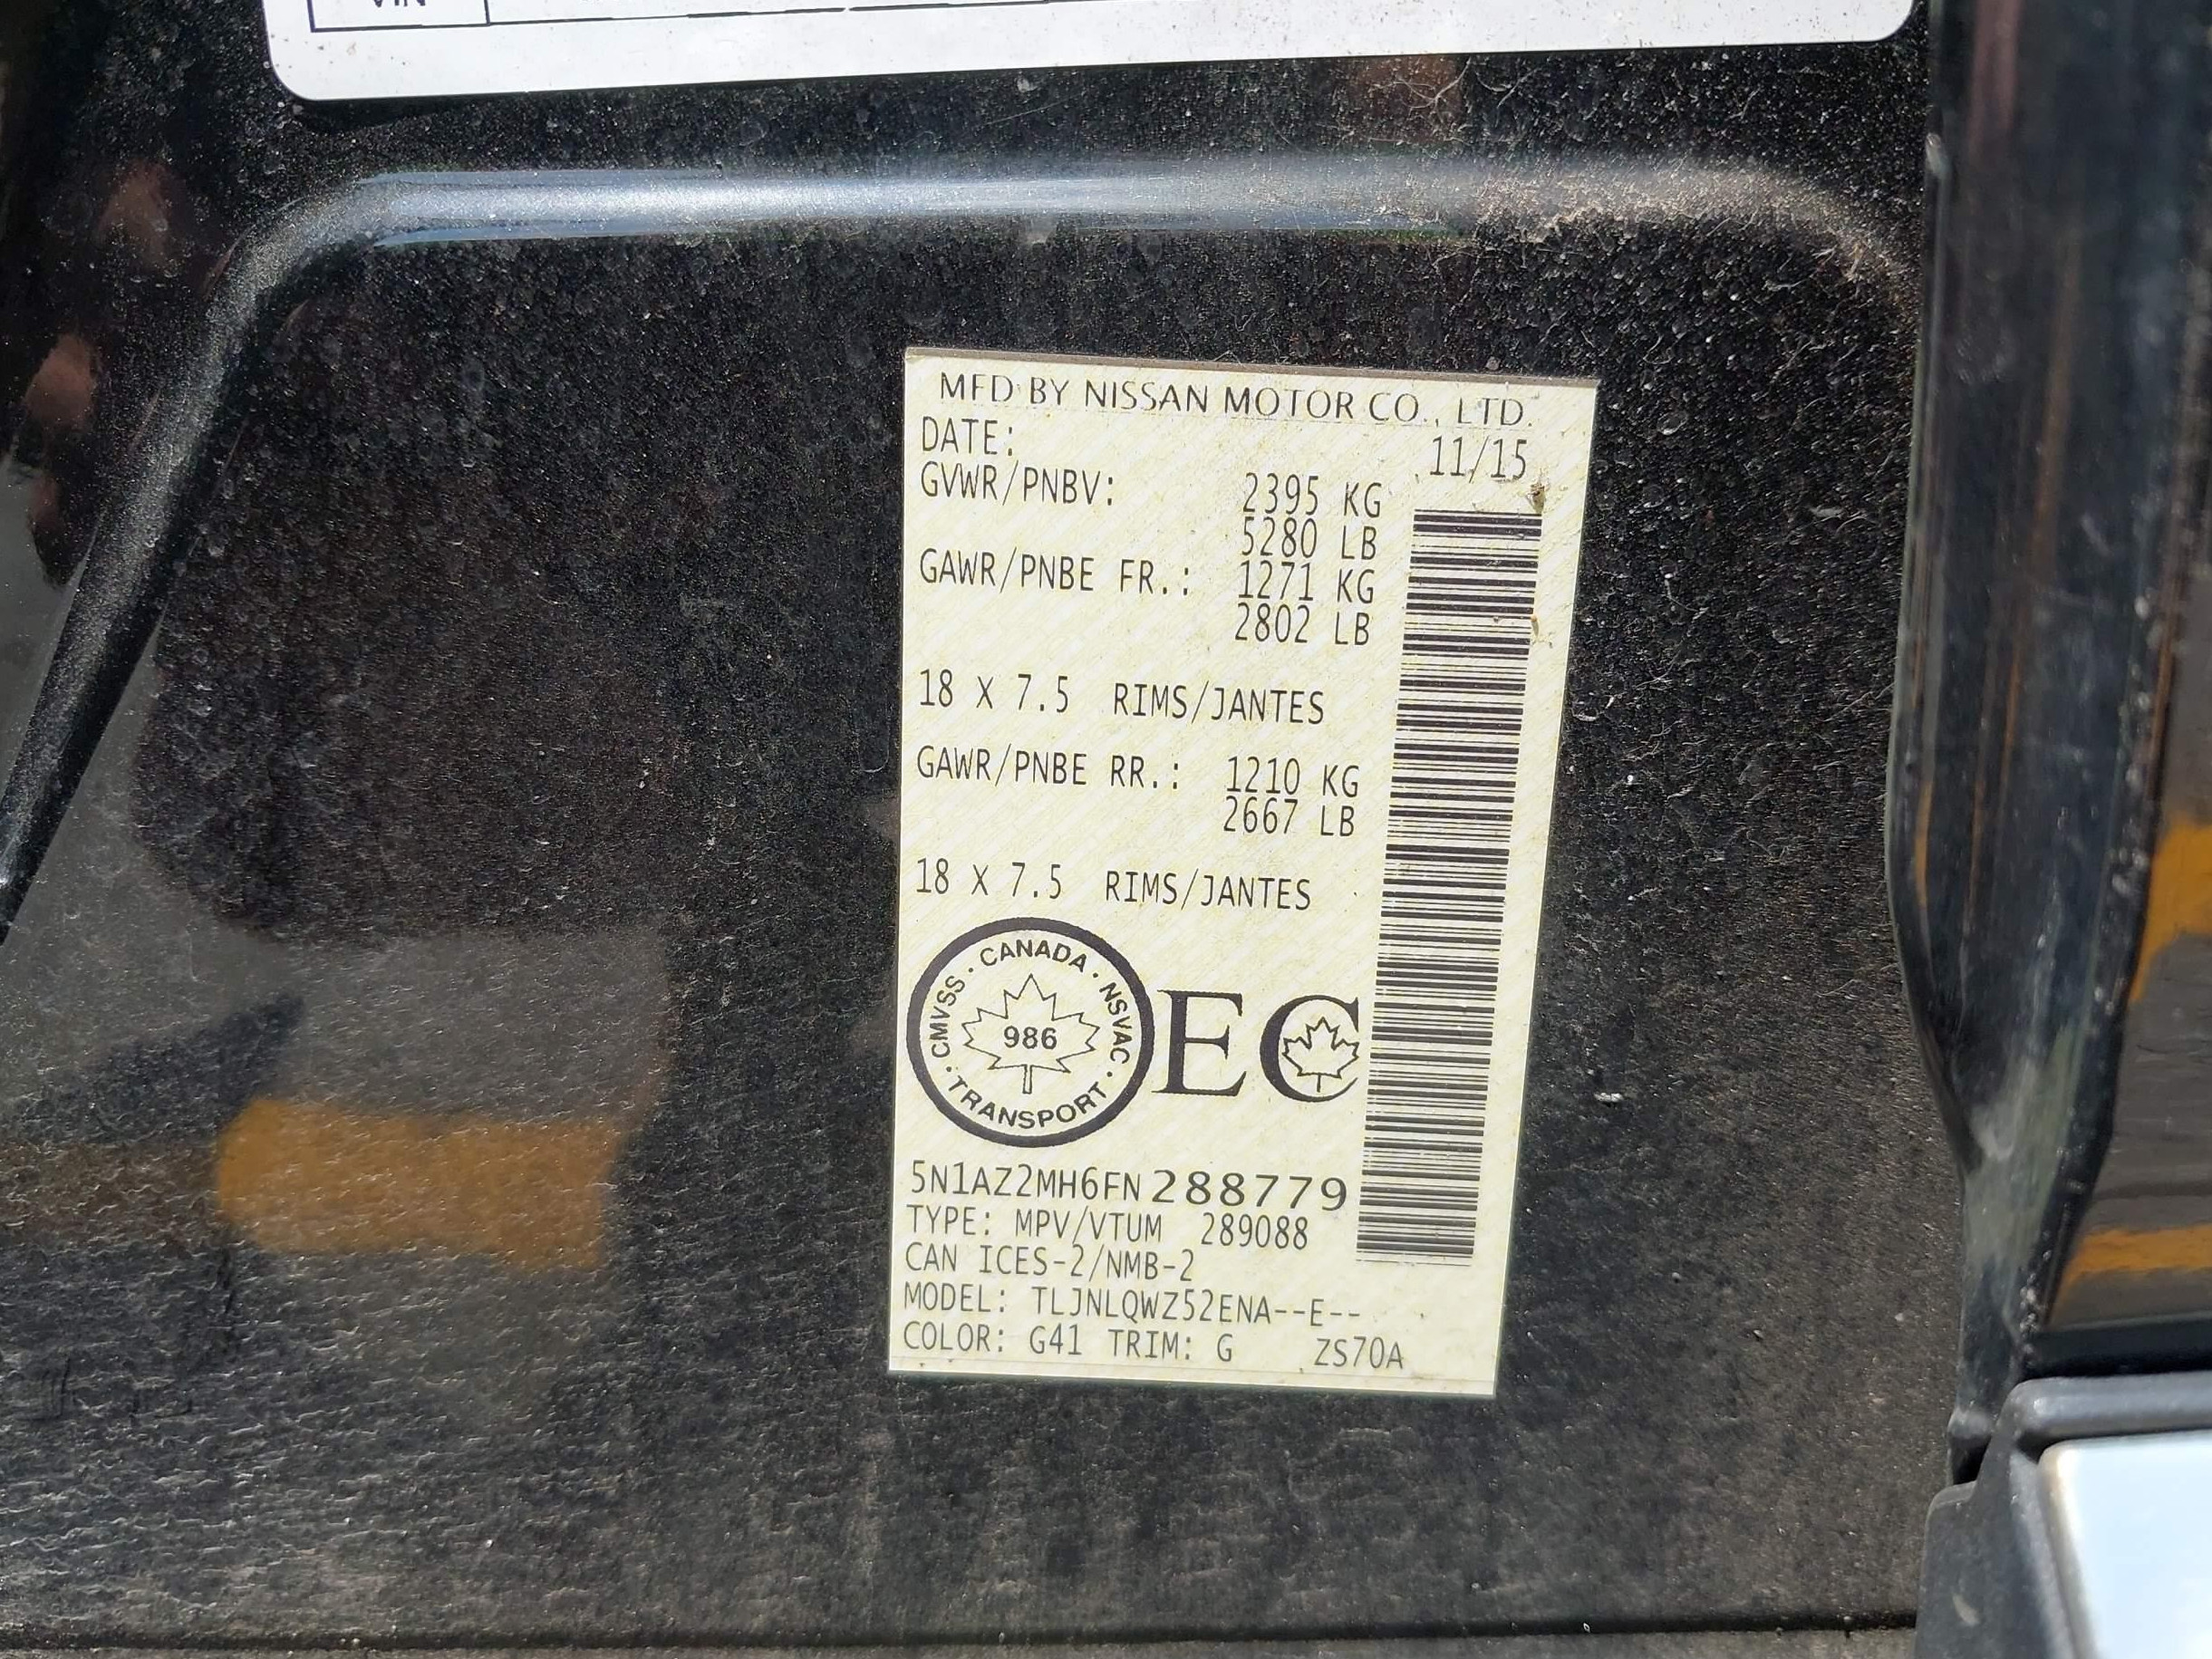 VIN
MFD BY NISSAN MOTOR CO., LTD.
DATE: 11/15
GVWR/PNBV: 2395 KG
5280 LB
GAWR/PNBE FR.: 1271 KG
2802 LB
18 X 7.5 RIMS/JANTES
GAWR/PNBE RR.: 1210 KG
2667 LB
18 X 7.5 RIMS/JANTES
CMVSS · CANADA · NSVAC · TRANSPORT ·
986
EC
5N1AZ2MH6FN288779
TYPE: MPV/VTUM 289088
CAN ICES-2/NMB-2
MODEL: TLJNLQWZ52ENA--E--
COLOR: G41 TRIM: G ZS70A